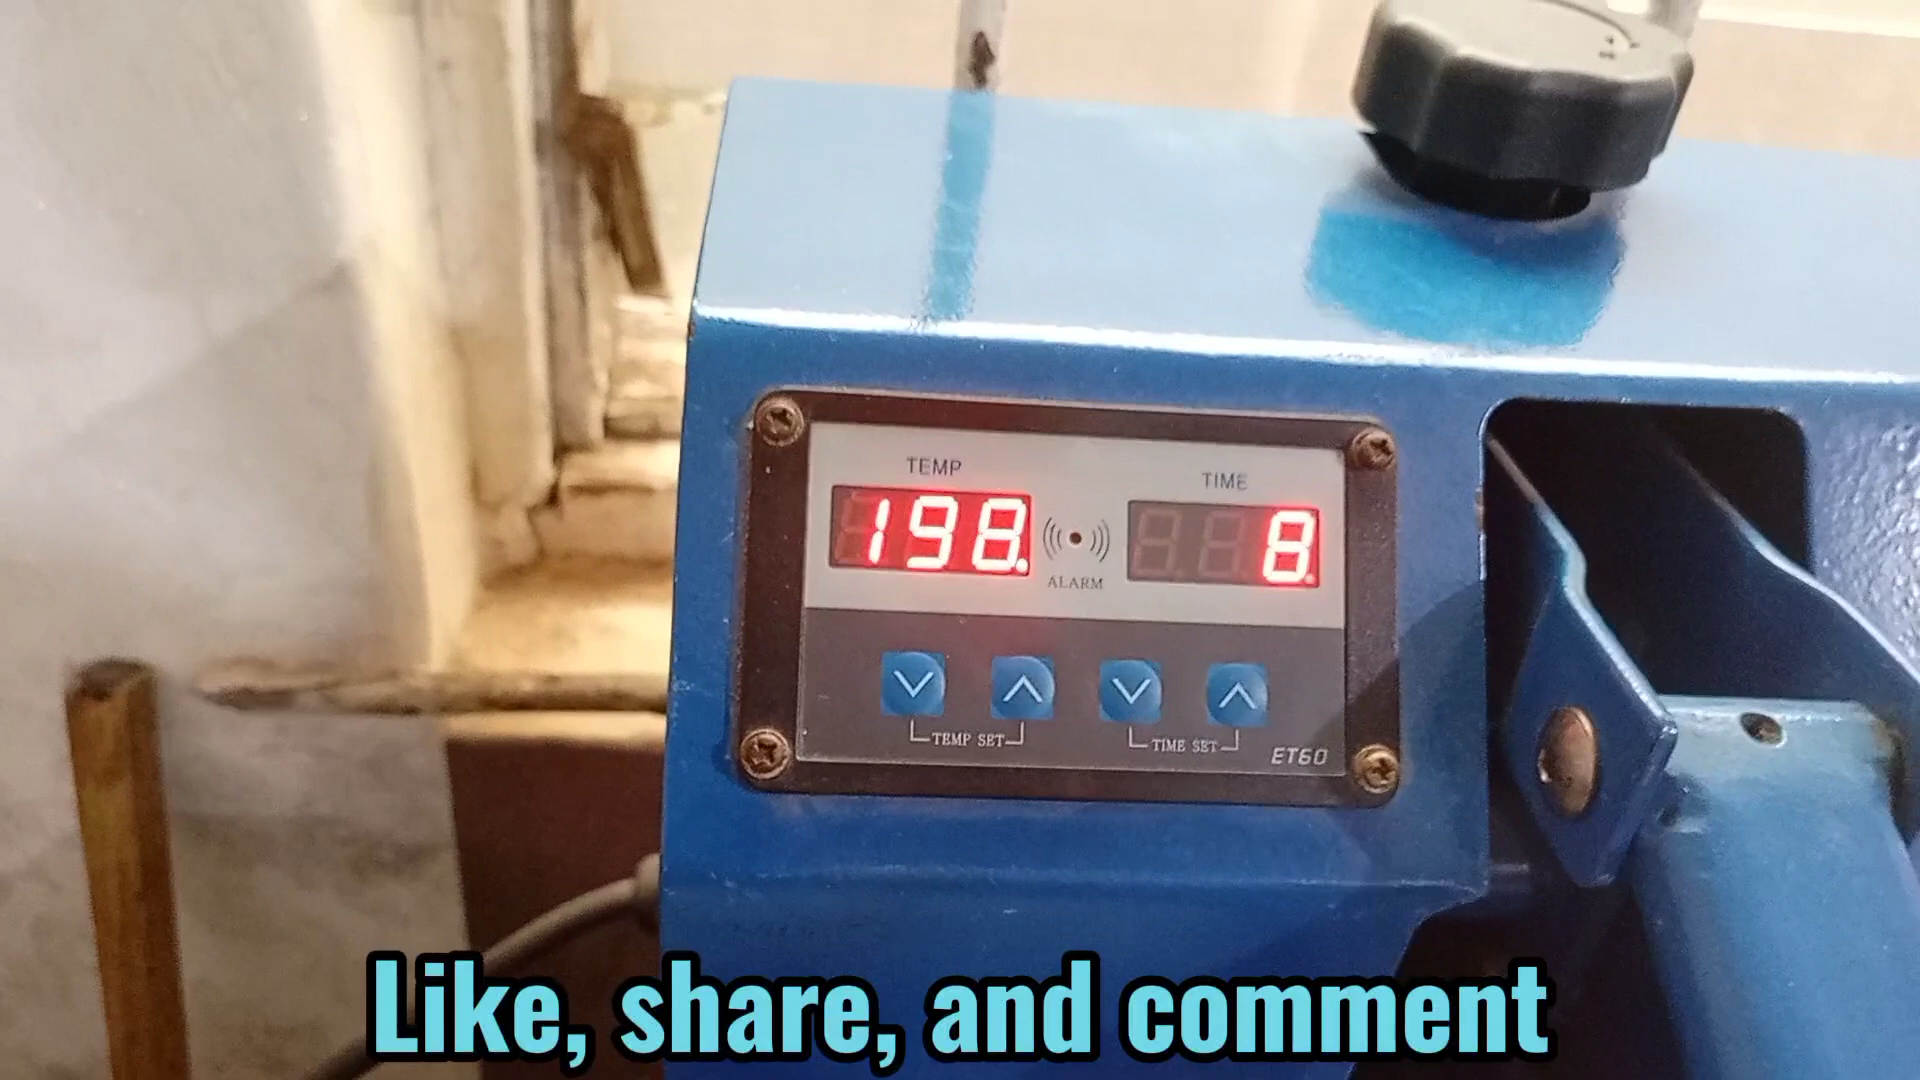 TEMP
TIME
198.
8
ALARM
TEMP SET
TIME SET
ET60
Like, share, and comment